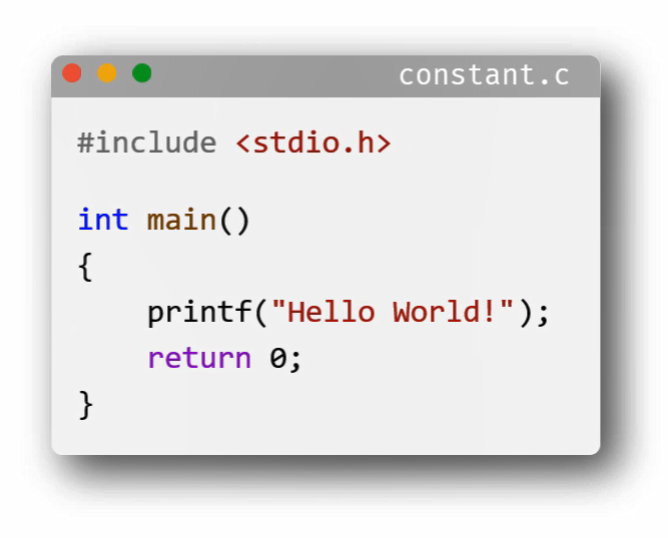 constant.c
#include <stdio.h>
int main()
{
    printf("Hello World!");
    return 0;
}